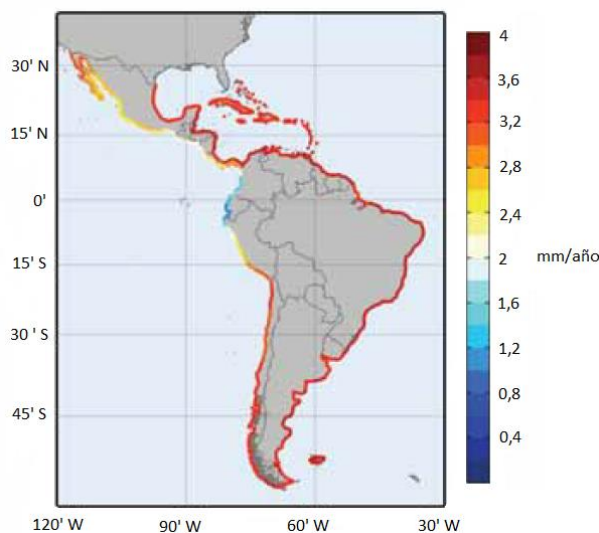 30' N
15' N
0'
15' S
30 ' S
45' S
120' W
90' W
60' W
30' W
4
3,6
3,2
2,8
2,4
2
1,6
1,2
0,8
0,4
mm/año